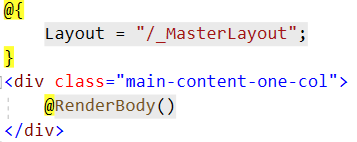 @{
    Layout = "/_MasterLayout";
}
<div class="main-content-one-col">
    @RenderBody()
</div>